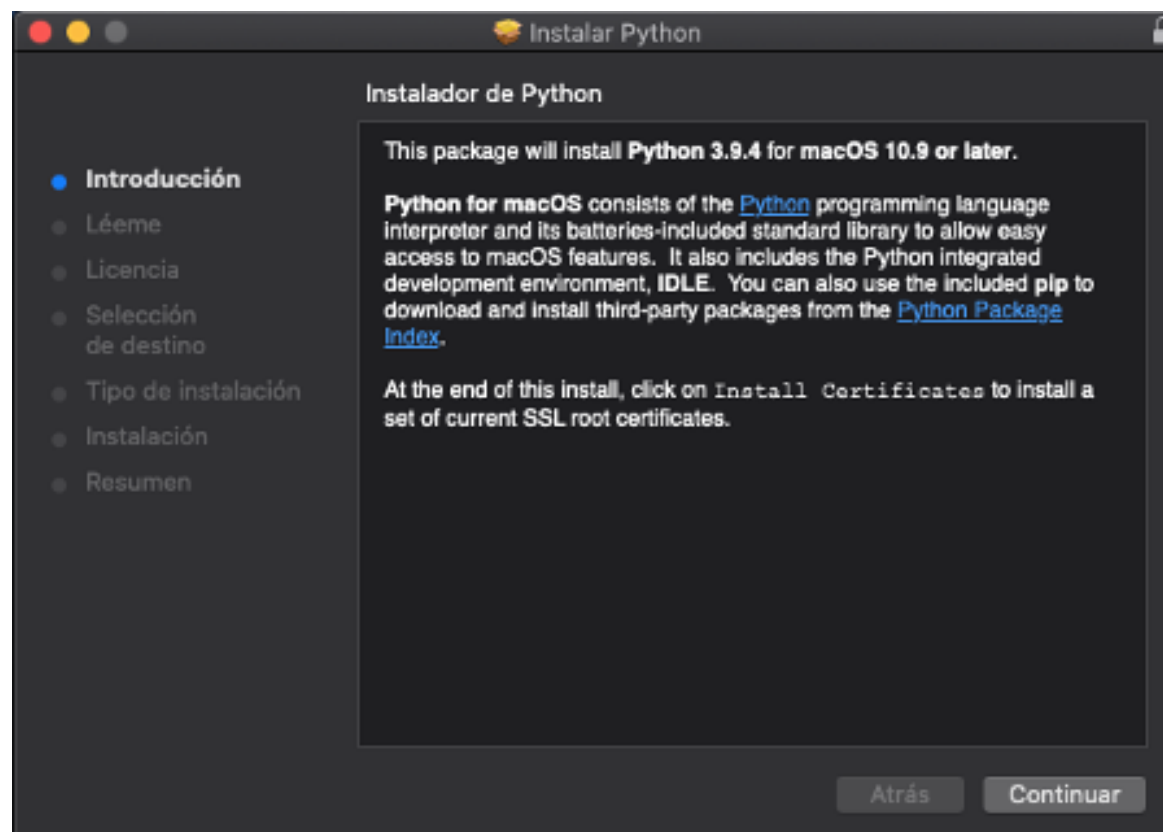 Instalar Python
Instalador de Python
Introducción
Léeme
Licencia
Selección
de destino
Tipo de instalación
Instalación
Resumen
This package will install Python 3.9.4 for macOS 10.9 or later.
Python for macOS consists of the Python programming language
interpreter and its batteries-included standard library to allow easy
access to macOS features. It also includes the Python integrated
development environment, IDLE. You can also use the included pip to
download and install third-party packages from the Python Package
Index.
At the end of this install, click on Install Certificates to install a
set of current SSL root certificates.
Atrás
Continuar